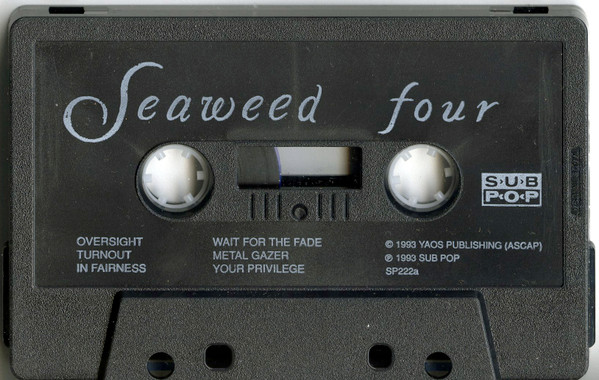 Seaweed four
SUB
POP
OVERSIGHT
TURNOUT
IN FAIRNESS
WAIT FOR THE FADE
METAL GAZER
YOUR PRIVILEGE
© 1993 YAOS PUBLISHING (ASCAP)
℗ 1993 SUB POP
SP222a